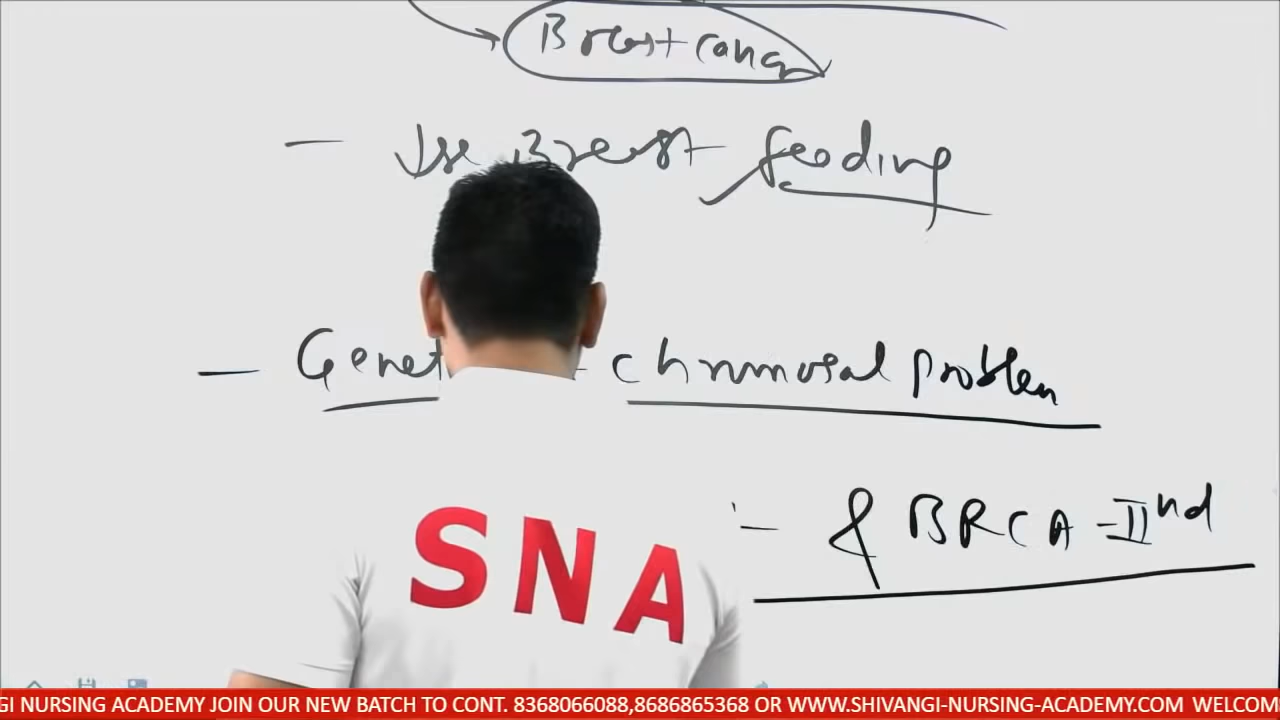 Breast cancer
- Breast feeding
- Genet chromosal problem
- & BRCA - IInd
SNA
GI NURSING ACADEMY JOIN OUR NEW BATCH TO CONT. 8368066088,8686865368 OR WWW.SHIVANGI-NURSING-ACADEMY.COM WELCOM